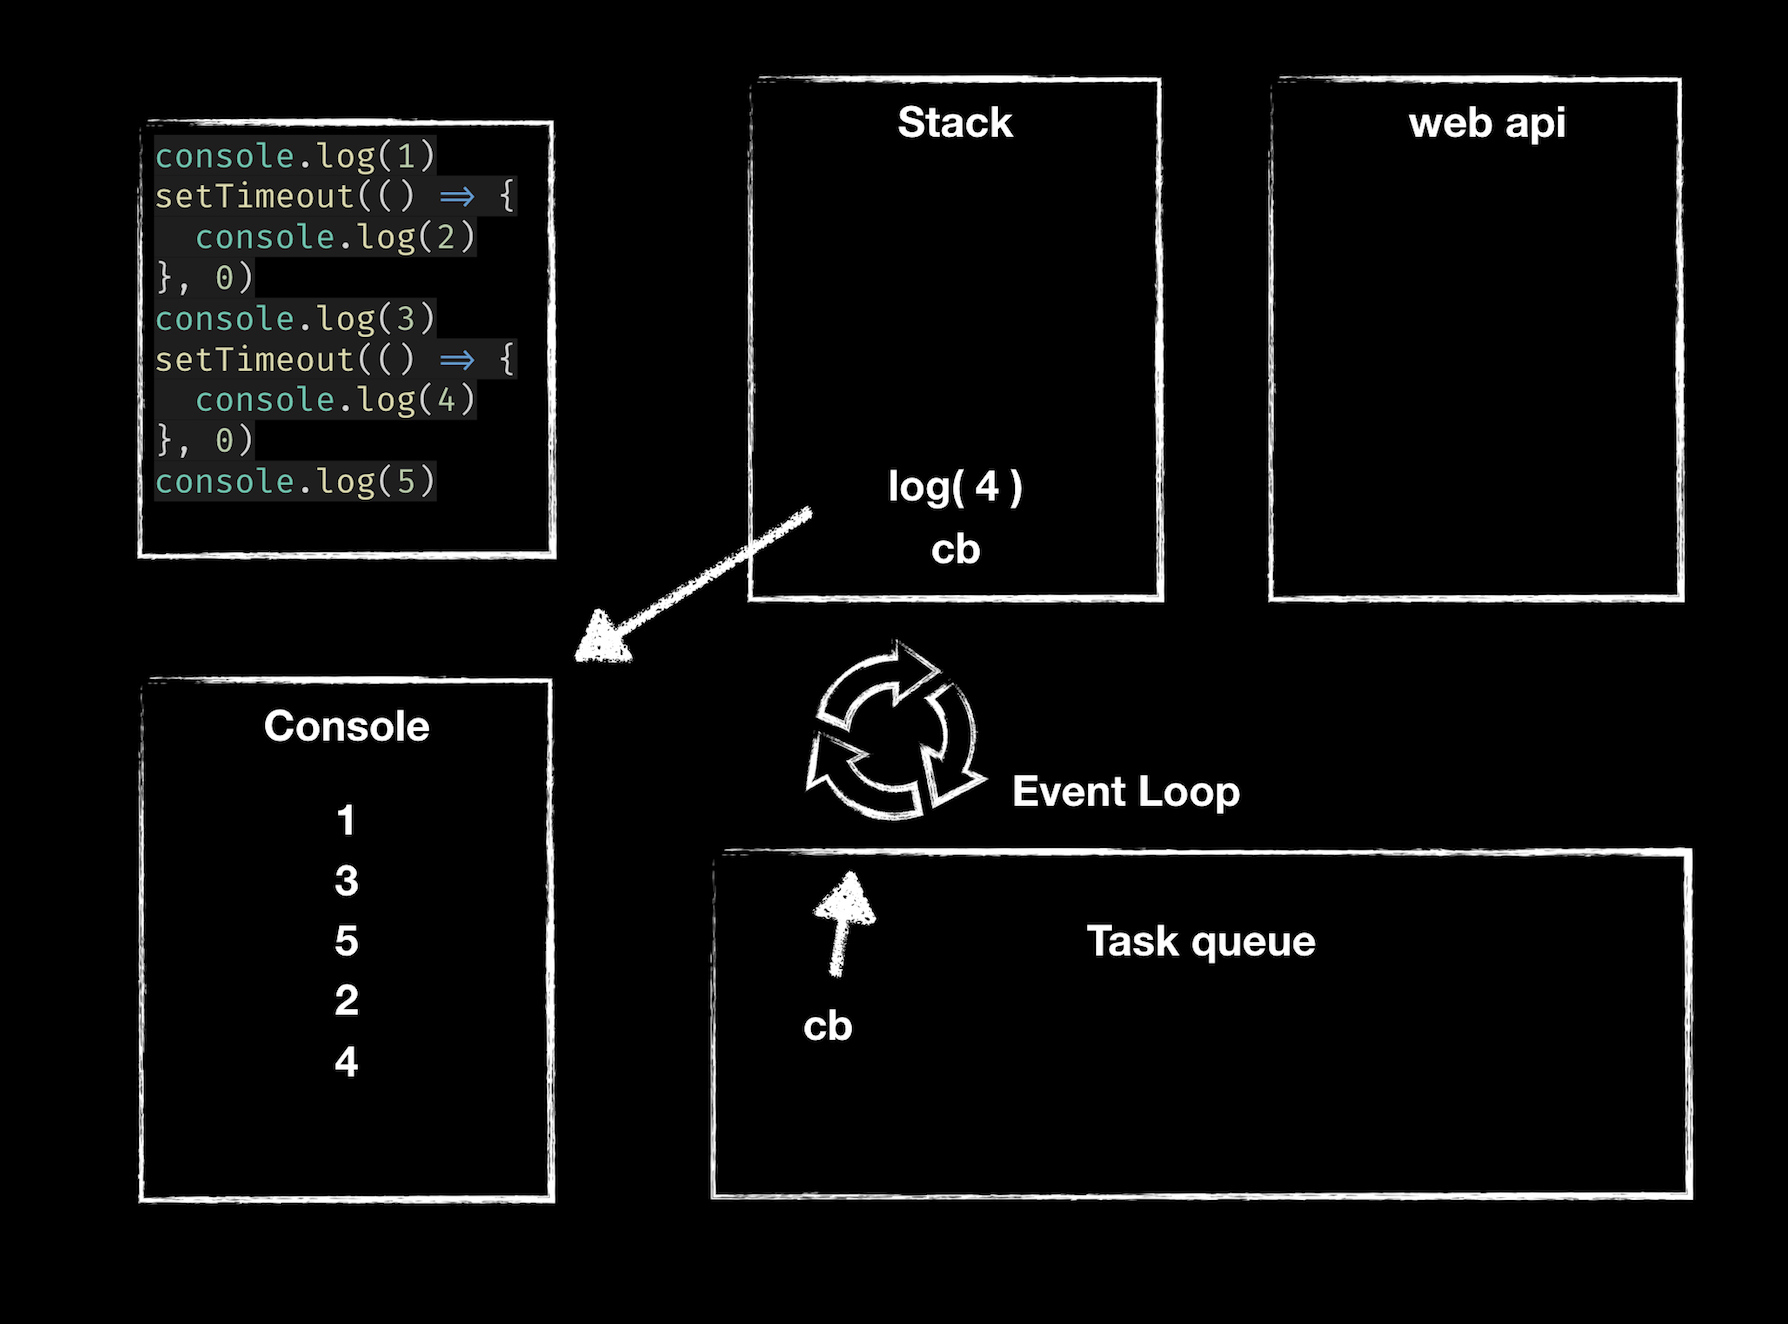 console.log(1)
setTimeout(() => {
  console.log(2)
}, 0)
console.log(3)
setTimeout(() => {
  console.log(4)
}, 0)
console.log(5)
Stack
log( 4 )
cb
web api
Console
1
3
5
2
4
Event Loop
Task queue
cb